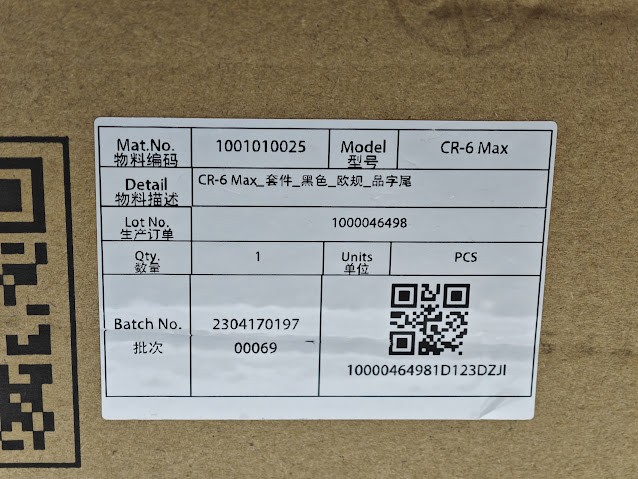 Mat.No. 1001010025 Model CR-6 Max
物料编码 型号
Detail CR-6 Max_套件_黑色_欧规_品字尾
物料描述
Lot No. 1000046498
生产订单
Qty. 1 Units PCS
数量 单位
Batch No. 2304170197
批次 00069
10000464981D123DZJI